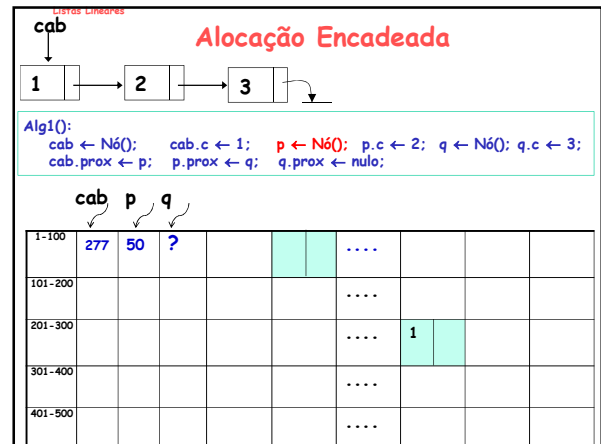 Listas Lineares
cab
Alocação Encadeada
1 2 3
Alg1():
cab ← Nó(); cab.c ← 1; p ← Nó(); p.c ← 2; q ← Nó(); q.c ← 3;
cab.prox ← p; p.prox ← q; q.prox ← nulo;
cab p q
1-100 277 50 ? ....
101-200 ....
201-300 .... 1
301-400 ....
401-500 ....